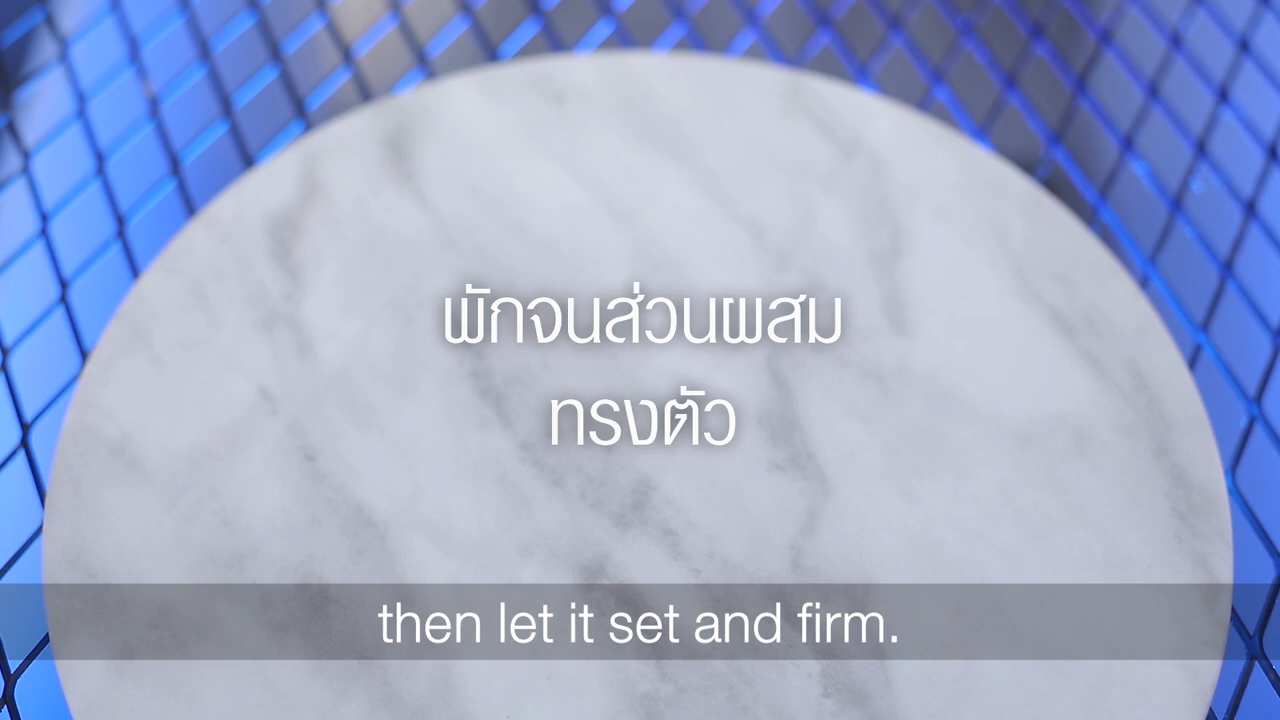 พักจนส่วนผสม
ทรงตัว
then let it set and firm.